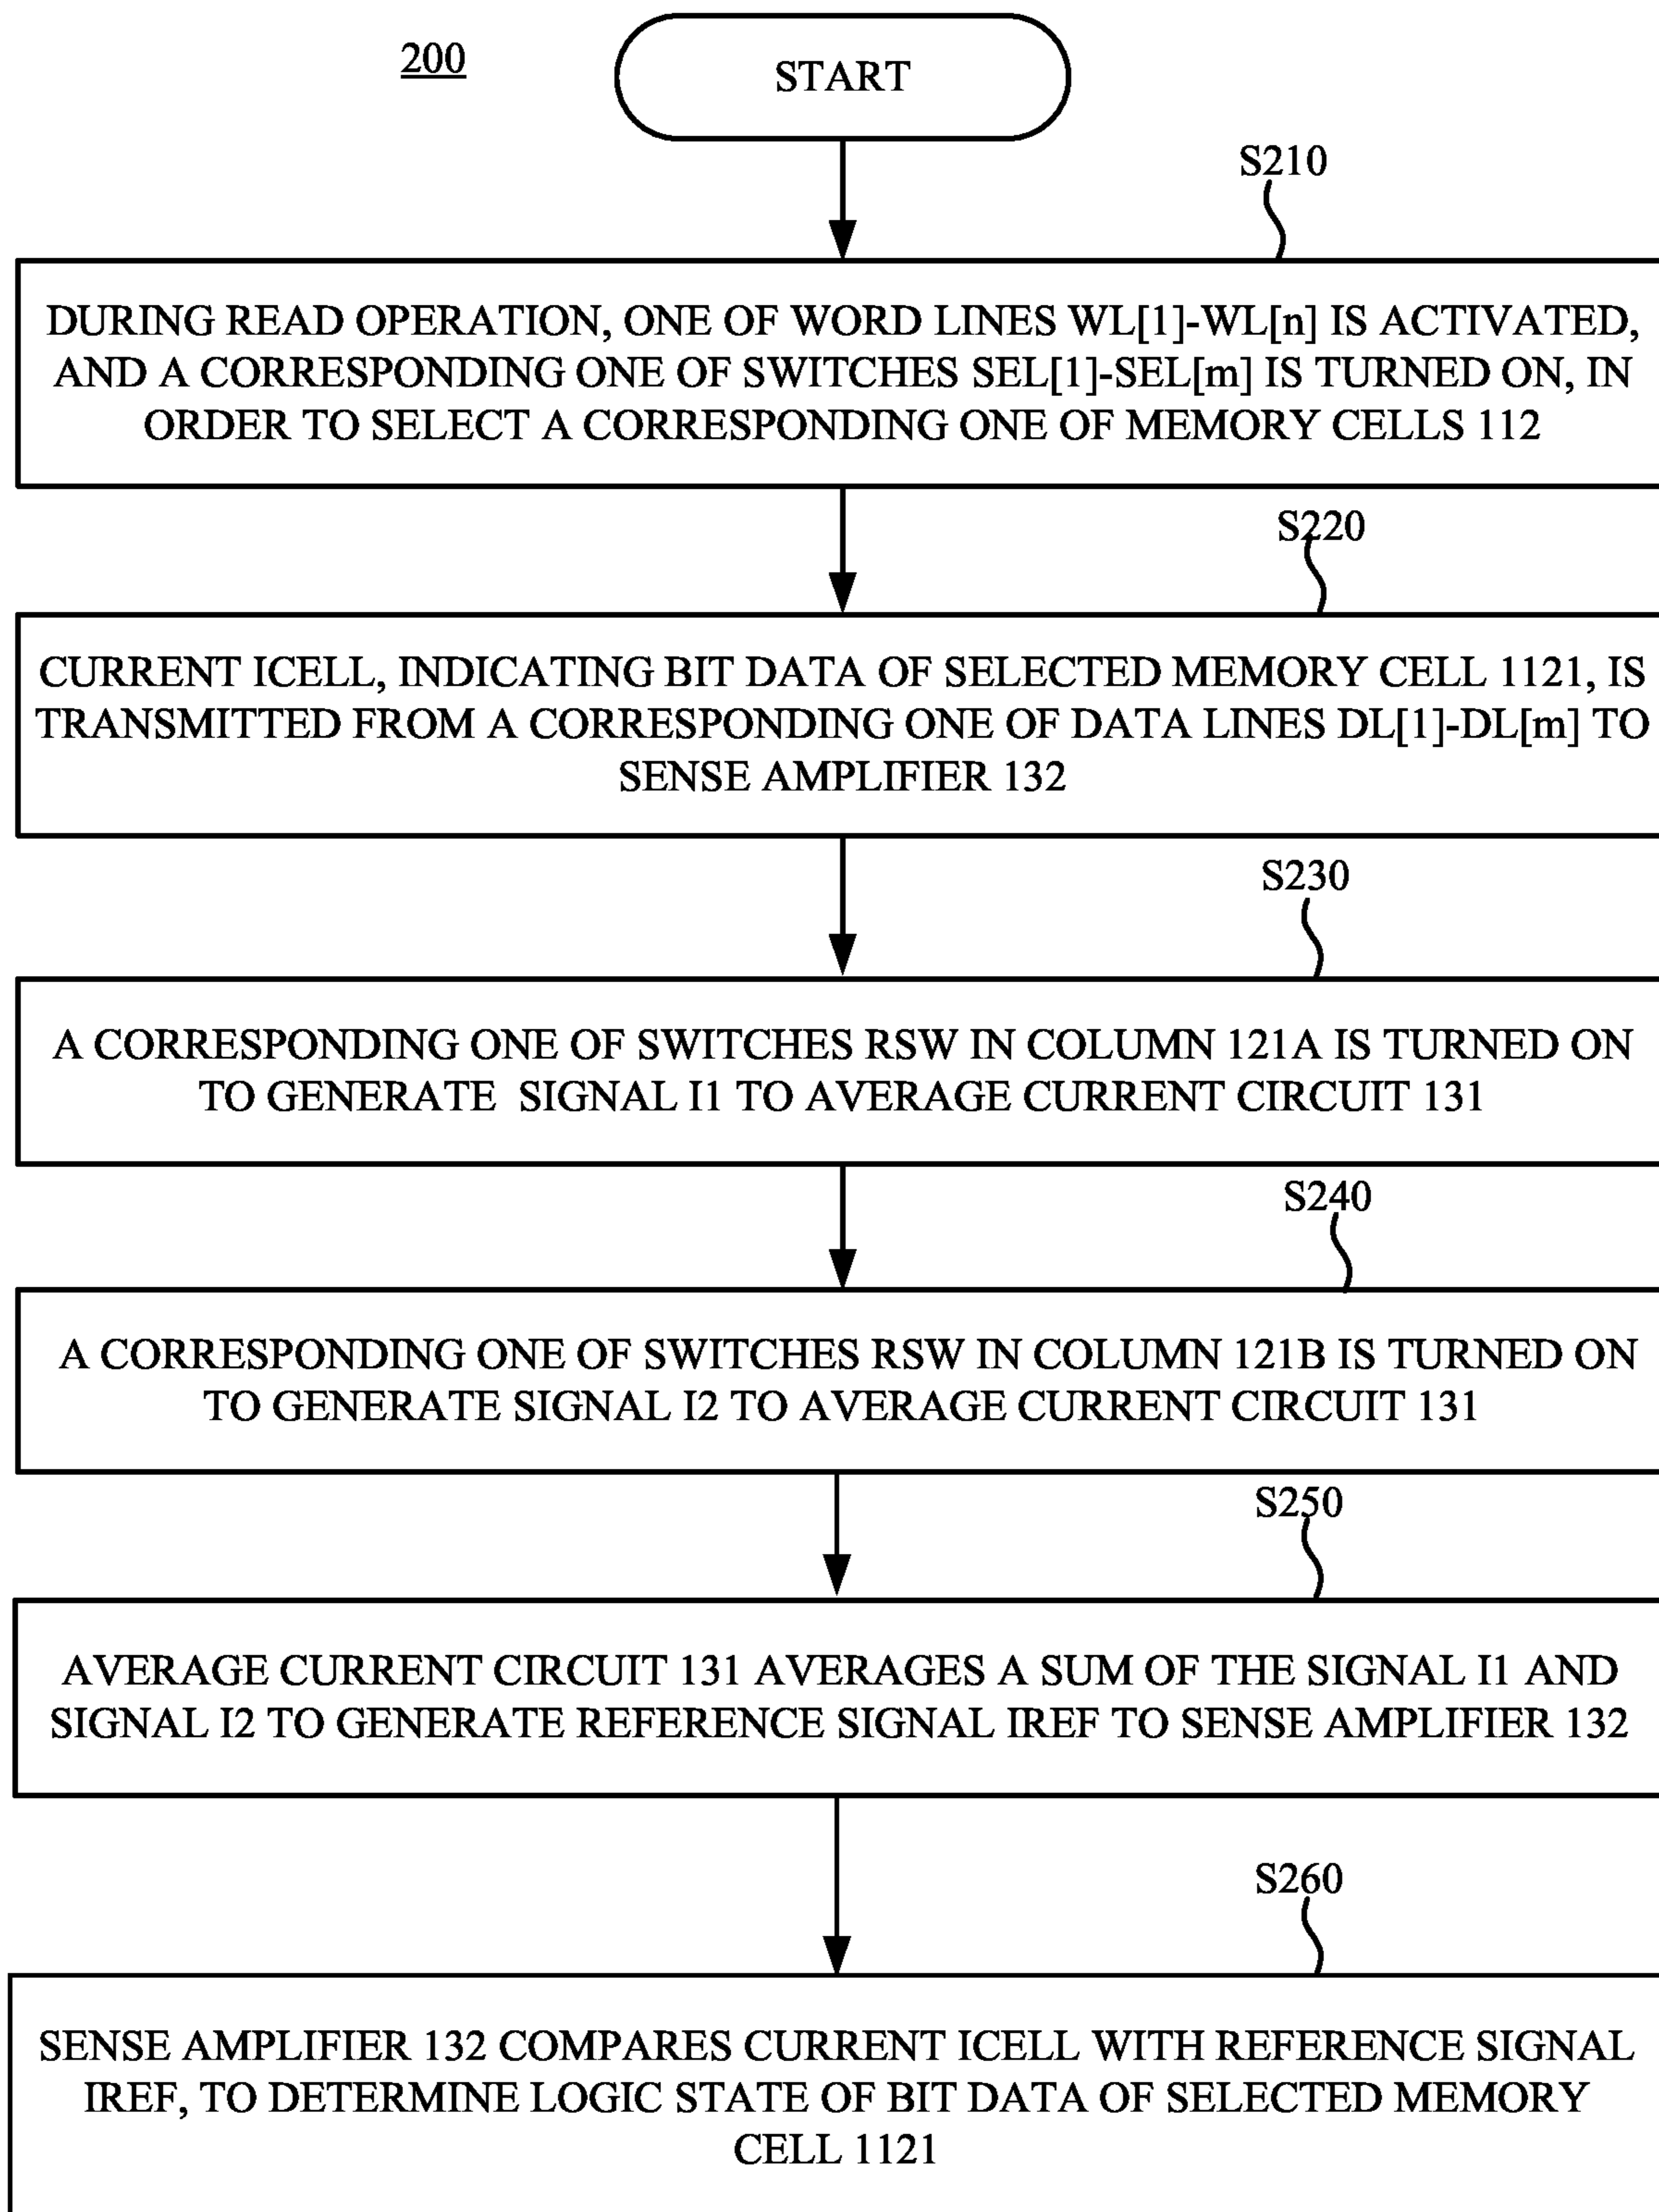 200
START
S210
DURING READ OPERATION, ONE OF WORD LINES WL[1]-WL[n] IS ACTIVATED,
AND A CORRESPONDING ONE OF SWITCHES SEL[1]-SEL[m] IS TURNED ON, IN
ORDER TO SELECT A CORRESPONDING ONE OF MEMORY CELLS 112
S220
CURRENT ICELL, INDICATING BIT DATA OF SELECTED MEMORY CELL 1121, IS
TRANSMITTED FROM A CORRESPONDING ONE OF DATA LINES DL[1]-DL[m] TO
SENSE AMPLIFIER 132
S230
A CORRESPONDING ONE OF SWITCHES RSW IN COLUMN 121A IS TURNED ON
TO GENERATE SIGNAL I1 TO AVERAGE CURRENT CIRCUIT 131
S240
A CORRESPONDING ONE OF SWITCHES RSW IN COLUMN 121B IS TURNED ON
TO GENERATE SIGNAL I2 TO AVERAGE CURRENT CIRCUIT 131
S250
AVERAGE CURRENT CIRCUIT 131 AVERAGES A SUM OF THE SIGNAL I1 AND
SIGNAL I2 TO GENERATE REFERENCE SIGNAL IREF TO SENSE AMPLIFIER 132
S260
SENSE AMPLIFIER 132 COMPARES CURRENT ICELL WITH REFERENCE SIGNAL
IREF, TO DETERMINE LOGIC STATE OF BIT DATA OF SELECTED MEMORY
CELL 1121